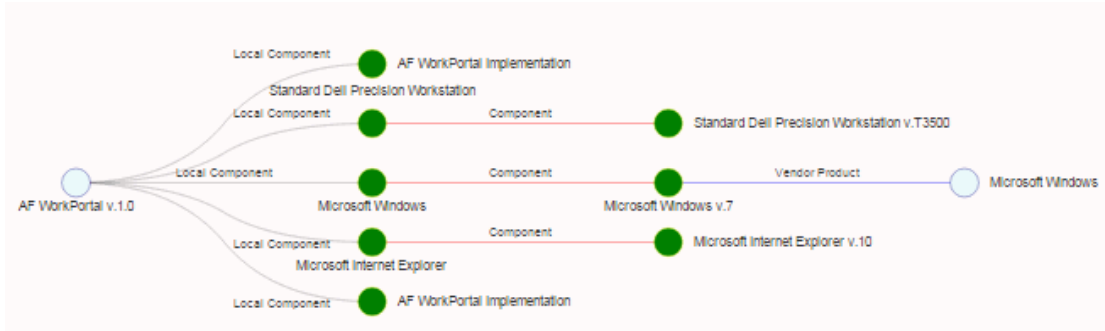 Local Component
AF WorkPortal Implementation
Standard Dell Precision Workstation
Local Component
Component
Standard Dell Precision Workstation v.T3500
Local Component
Component
Vendor Product
Microsoft Windows
AF WorkPortal v.1.0
Microsoft Windows
Microsoft Windows v.7
Local Component
Component
Microsoft Internet Explorer v.10
Microsoft Internet Explorer
Local Component
AF WorkPortal Implementation